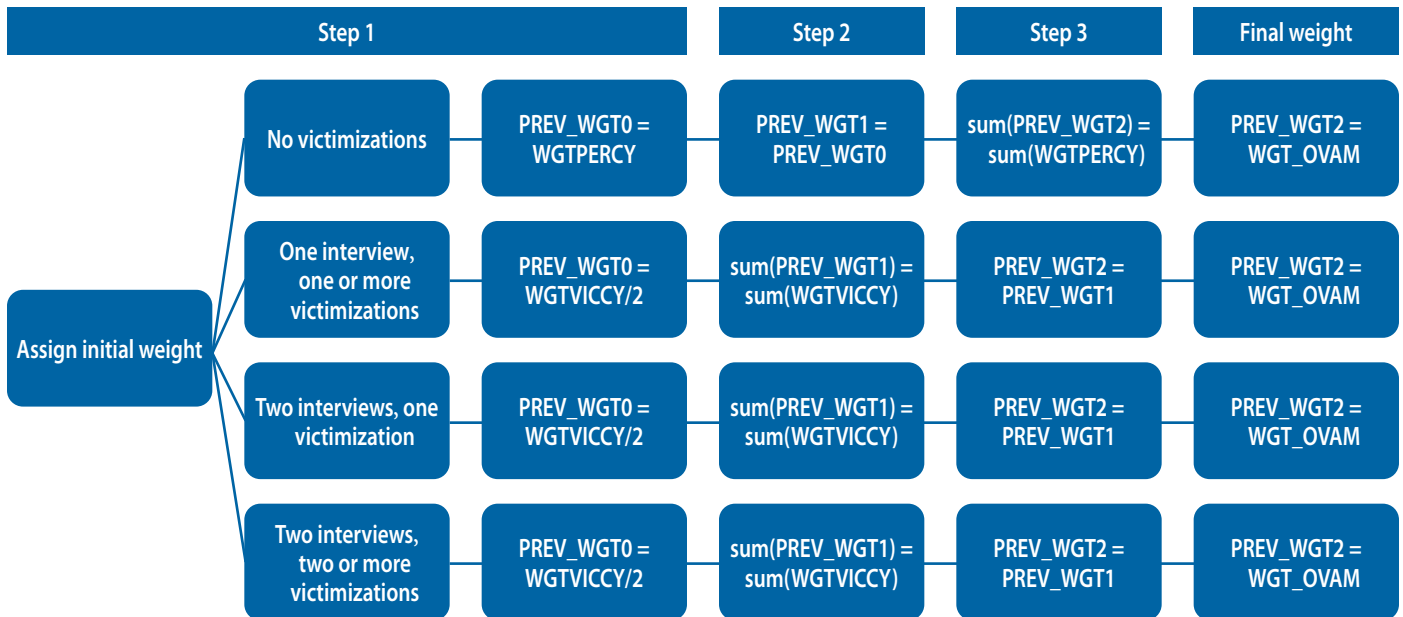 Step 1
Step 2
Step 3
Final weight
Assign initial weight
No victimizations
PREV_WGT0 =
WGTPERCY
PREV_WGT1 =
PREV_WGT0
sum(PREV_WGT2) =
sum(WGTPERCY)
PREV_WGT2 =
WGT_OVAM
One interview,
one or more
victimizations
PREV_WGT0 =
WGTVICCY/2
sum(PREV_WGT1) =
sum(WGTVICCY)
PREV_WGT2 =
PREV_WGT1
PREV_WGT2 =
WGT_OVAM
Two interviews, one
victimization
PREV_WGT0 =
WGTVICCY/2
sum(PREV_WGT1) =
sum(WGTVICCY)
PREV_WGT2 =
PREV_WGT1
PREV_WGT2 =
WGT_OVAM
Two interviews,
two or more
victimizations
PREV_WGT0 =
WGTVICCY/2
sum(PREV_WGT1) =
sum(WGTVICCY)
PREV_WGT2 =
PREV_WGT1
PREV_WGT2 =
WGT_OVAM